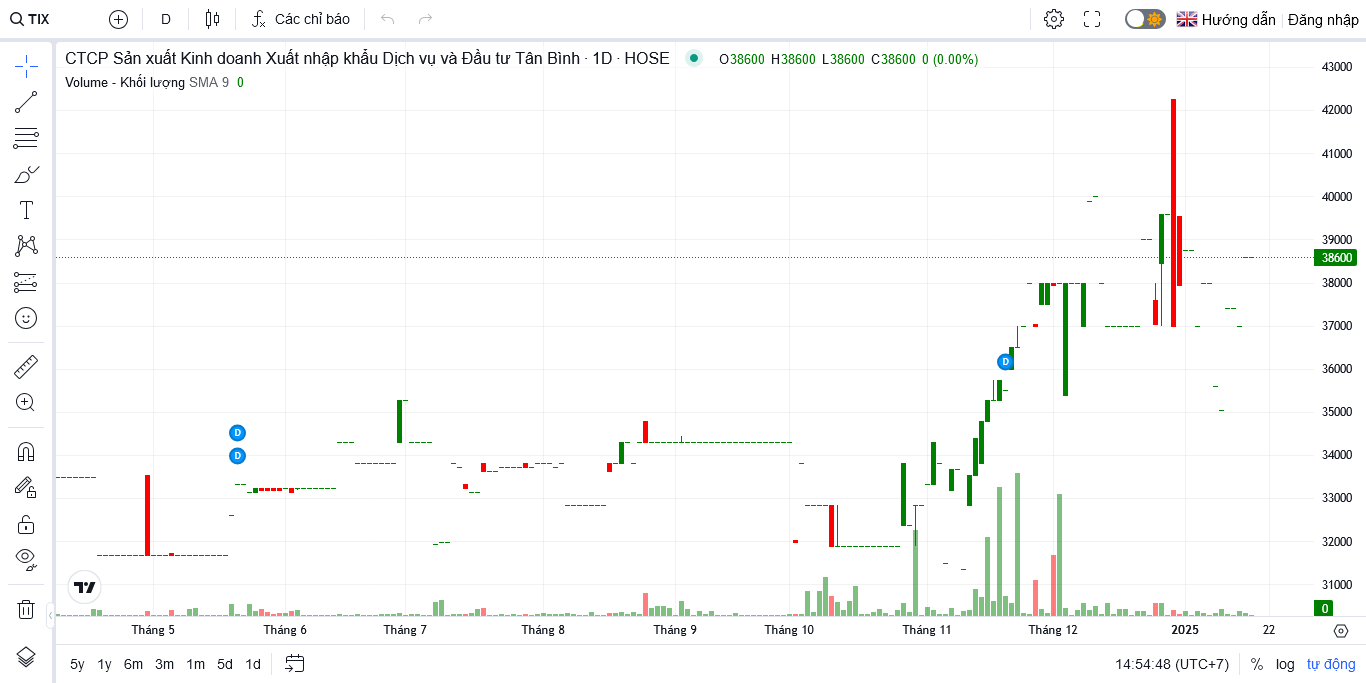 TIX D Các chỉ báo Hướng dẫn Đăng nhập
CTCP Sản xuất Kinh doanh Xuất nhập khẩu Dịch vụ và Đầu tư Tân Bình · 1D · HOSE O38600 H38600 L38600 C38600 0 (0.00%)
Volume - Khối lượng SMA 9 0
43000
42000
41000
40000
39000
38600
38000
37000
36000
35000
34000
33000
32000
31000
0
D
D
D
Tháng 5 Tháng 6 Tháng 7 Tháng 8 Tháng 9 Tháng 10 Tháng 11 Tháng 12 2025 22
5y 1y 6m 3m 1m 5d 1d 14:54:48 (UTC+7) % log tự động